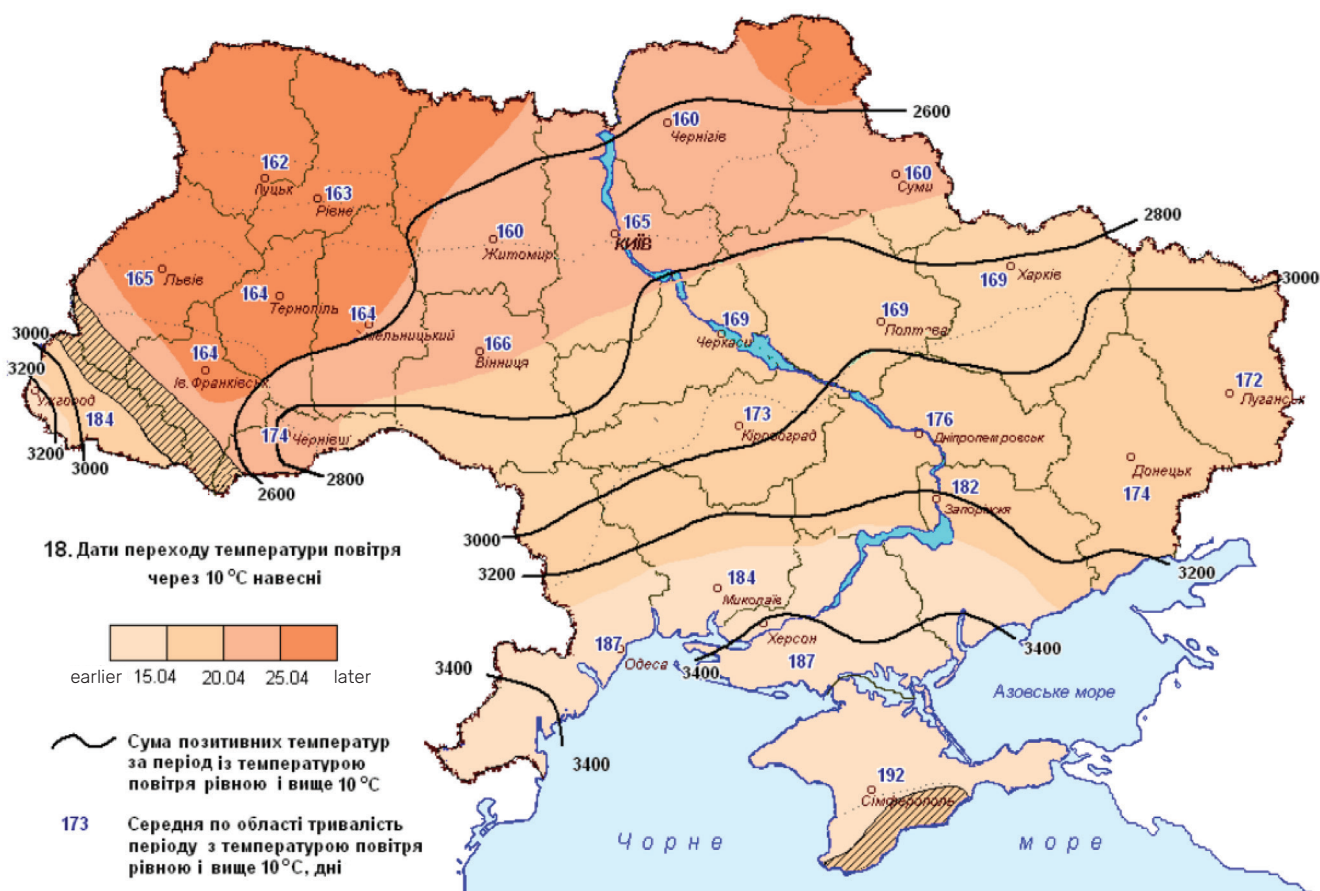 2600
160
Чернігів
160
Суми
162
Луцьк
163
Рівне
165
КИЇВ
2800
160
Житомир
169
Харків
165
Львів
164
Тернопіль
164
Хмельницький
169
Черкаси
169
Полтава
3000
3000
3200
164
Ів. Франківськ
166
Вінниця
172
Луганськ
Ужгород
184
173
Кіровоград
176
Дніпропетровськ
174
Чернівці
3200
3000
2600
2800
Донецьк
174
182
Запоріжжя
3000
3200
3200
18. Дати переходу температури повітря
через 10 °С навесні
earlier 15.04 20.04 25.04 later
184
Миколаїв
187
Одеса
Херсон
187
3400
3400
3400
3400
Азовське море
Сума позитивних температур
за період із температурою
повітря рівною і вище 10 °С
192
Сімферополь
173 Середня по області тривалість
періоду з температурою повітря
рівною і вище 10 °С, дні
Чорне море